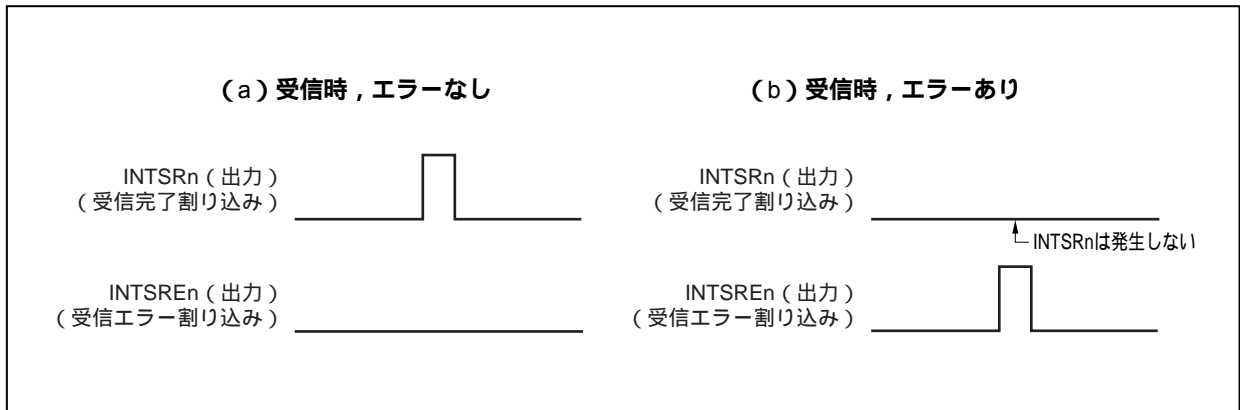 （a）受信時，エラーなし
INTSRn（出力）
（受信完了割り込み）
INTSREn（出力）
（受信エラー割り込み）
（b）受信時，エラーあり
INTSRn（出力）
（受信完了割り込み）
INTSRnは発生しない
INTSREn（出力）
（受信エラー割り込み）